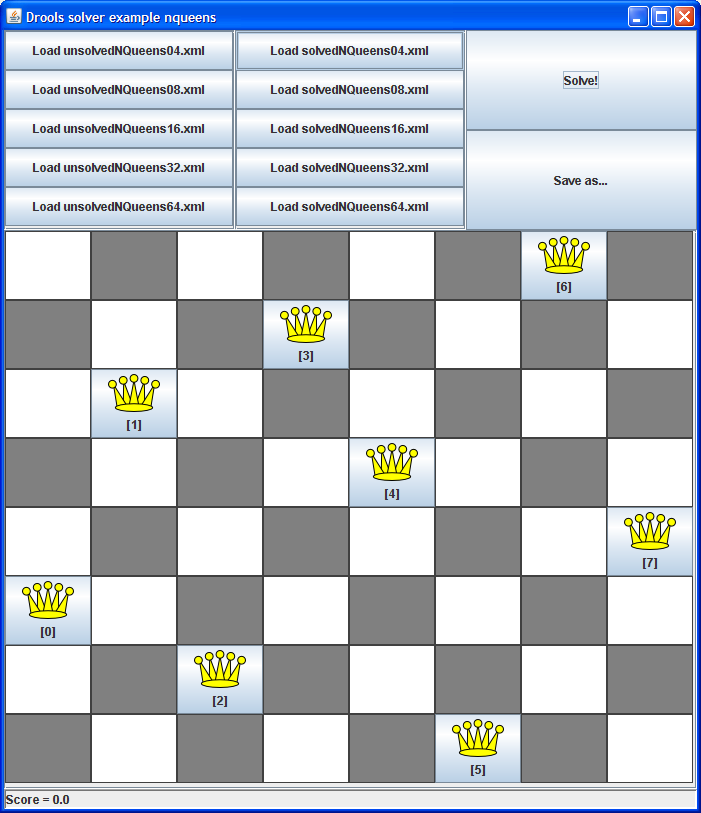 Drools solver example nqueens
Load unsolvedNQueens04.xml
Load solvedNQueens04.xml
Load unsolvedNQueens08.xml
Load solvedNQueens08.xml
Load unsolvedNQueens16.xml
Load solvedNQueens16.xml
Load unsolvedNQueens32.xml
Load solvedNQueens32.xml
Load unsolvedNQueens64.xml
Load solvedNQueens64.xml
Solve!
Save as...
[6]
[3]
[1]
[4]
[7]
[0]
[2]
[5]
Score = 0.0